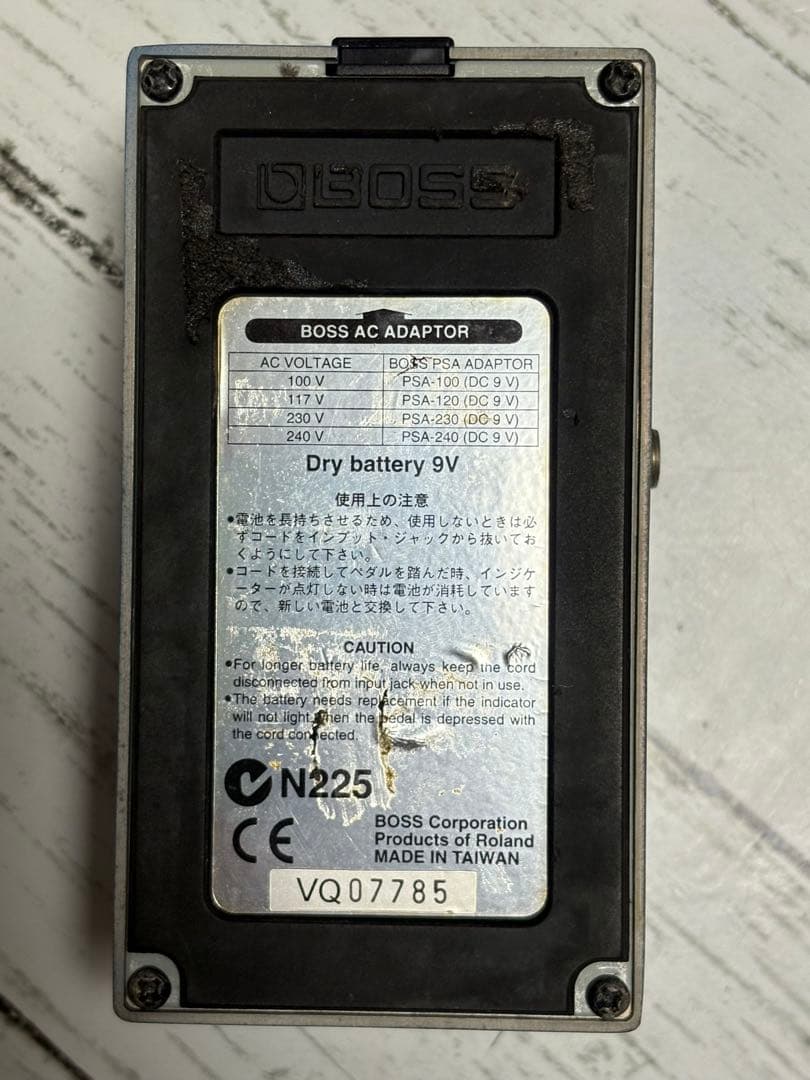 BOSS
BOSS AC ADAPTOR
AC VOLTAGE BOSS PSA ADAPTOR
100 V PSA-100 (DC 9 V)
117 V PSA-120 (DC 9 V)
230 V PSA-230 (DC 9 V)
240 V PSA-240 (DC 9 V)
Dry battery 9V
使用上の注意
●電池を長持ちさせるため、使用しないときは必
ずコードをインプット・ジャックから抜いてお
くようにして下さい。
●コードを接続してペダルを踏んだ時、インジケ
ーターが点灯しない時は電池が消耗しています
ので、新しい電池と交換して下さい。
CAUTION
●For longer battery life, always keep the cord
disconnected from input jack when not in use.
●The battery needs replacement if the indicator
will not light when the pedal is depressed with
the cord connected.
N225
CE
BOSS Corporation
Products of Roland
MADE IN TAIWAN
VQ07785